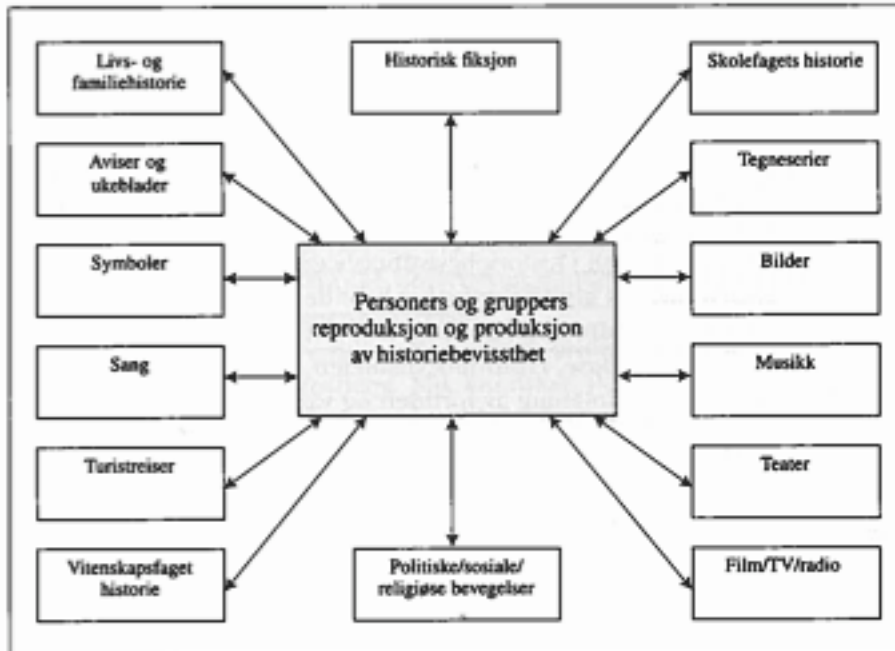 Livs- og
familiehistorie
Historisk fiksjon
Skolefagets historie
Aviser og
ukeblader
Tegneserier
Symboler
Bilder
Personers og gruppers
reproduksjon og produksjon
av historiebevissthet
Sang
Musikk
Turistreiser
Teater
Vitenskapsfaget
historie
Politiske/sosiale/
religiøse bevegelser
Film/TV/radio